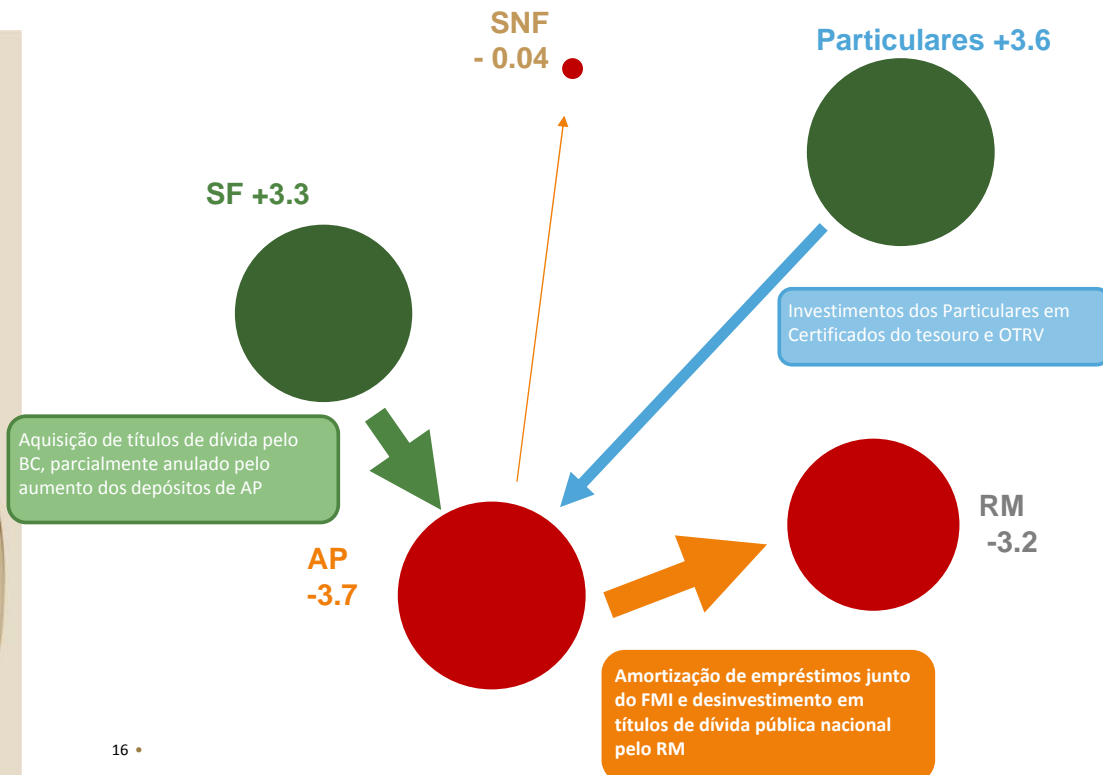 SNF
- 0.04
Particulares +3.6
SF +3.3
Investimentos dos Particulares em
Certificados do tesouro e OTRV
Aquisição de títulos de dívida pelo
BC, parcialmente anulado pelo
aumento dos depósitos de AP
RM
-3.2
AP
-3.7
Amortização de empréstimos junto
do FMI e desinvestimento em
títulos de dívida pública nacional
pelo RM
16 •